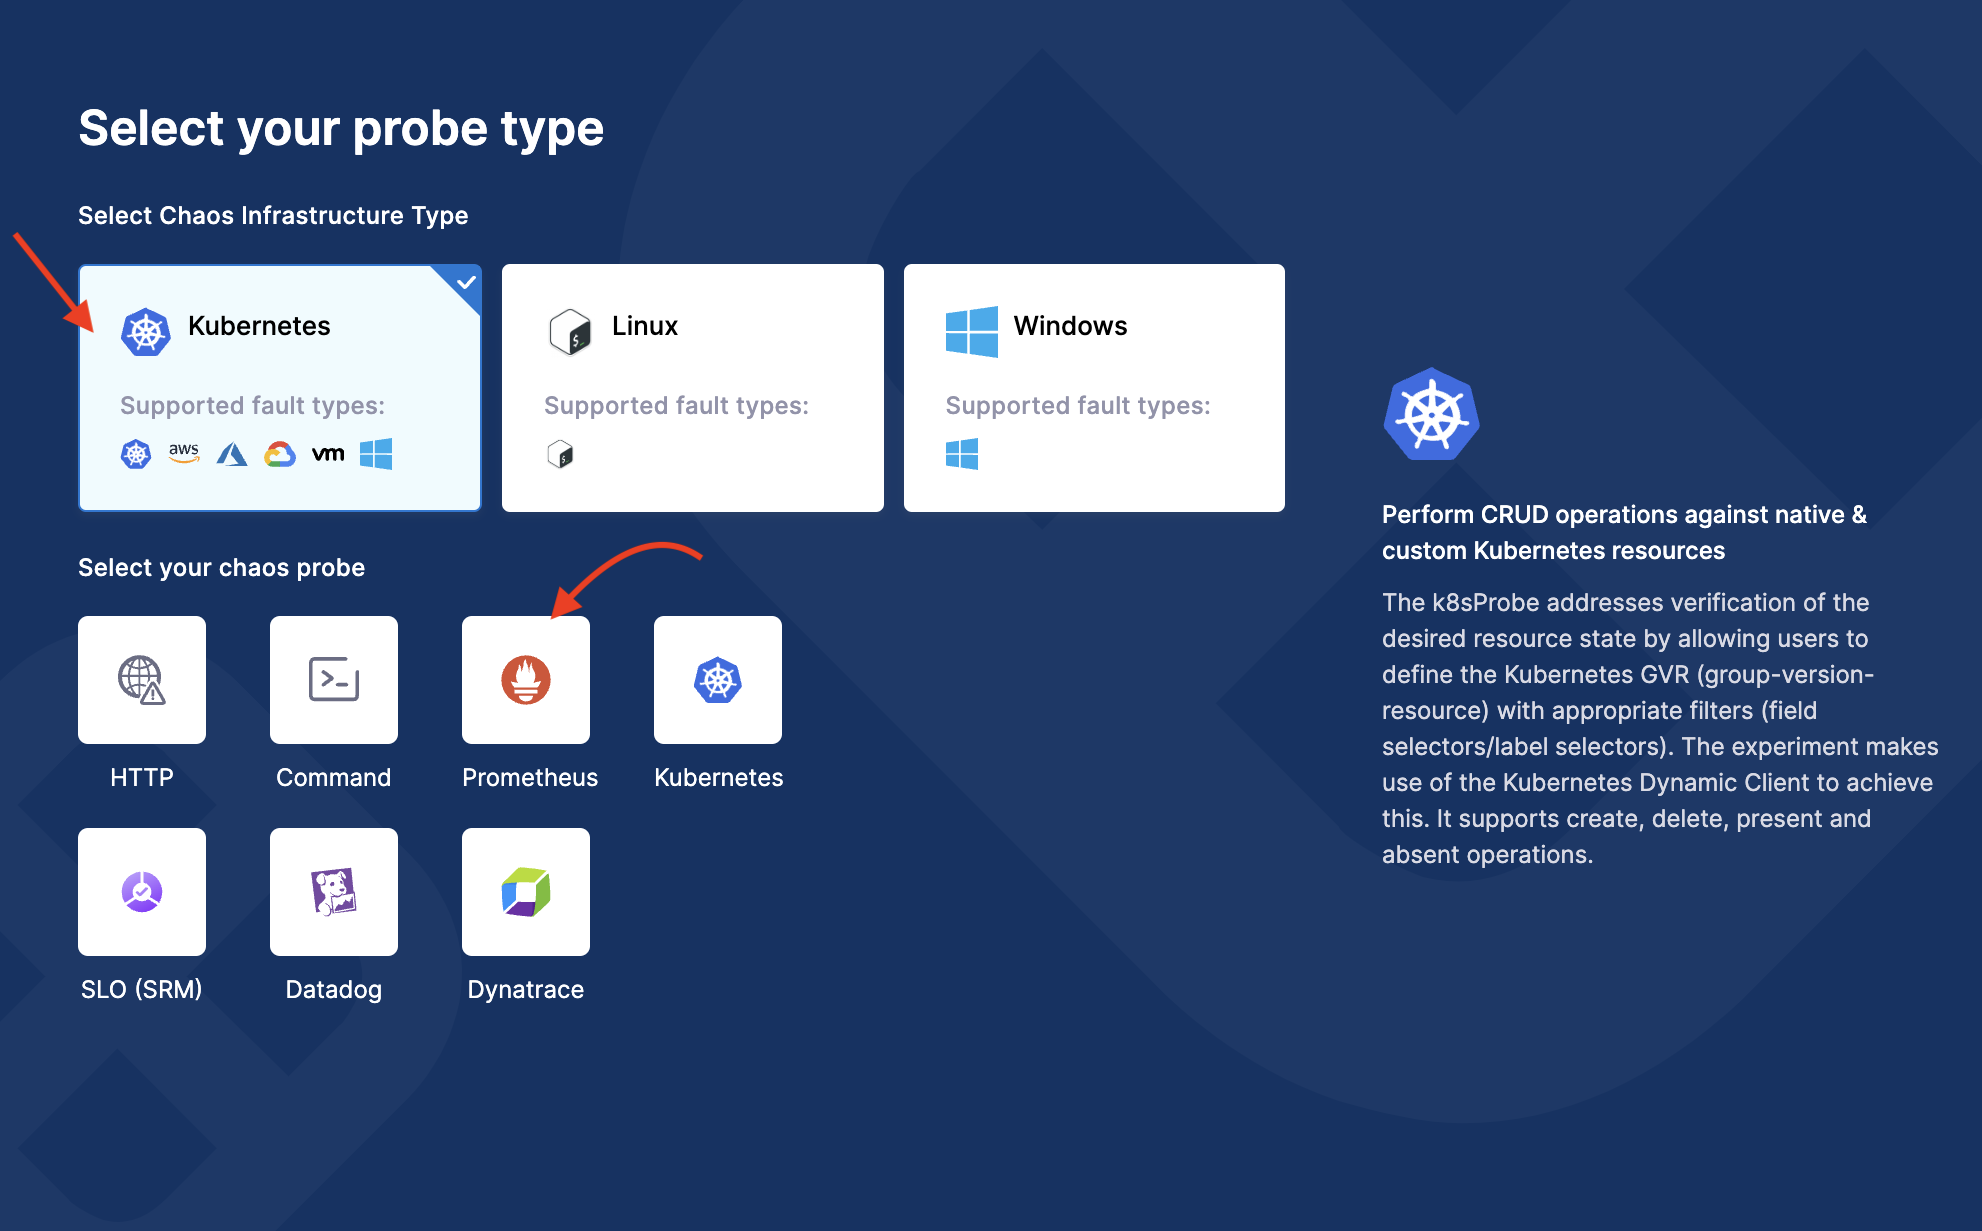 Select your probe type
Select Chaos Infrastructure Type
Kubernetes
Supported fault types:
aws
vm
Linux
$_
Supported fault types:
$
Windows
Supported fault types:
Select your chaos probe
HTTP
Command
Prometheus
Kubernetes
SLO (SRM)
Datadog
Dynatrace
Perform CRUD operations against native &
custom Kubernetes resources
The k8sProbe addresses verification of the
desired resource state by allowing users to
define the Kubernetes GVR (group-version-
resource) with appropriate filters (field
selectors/label selectors). The experiment makes
use of the Kubernetes Dynamic Client to achieve
this. It supports create, delete, present and
absent operations.